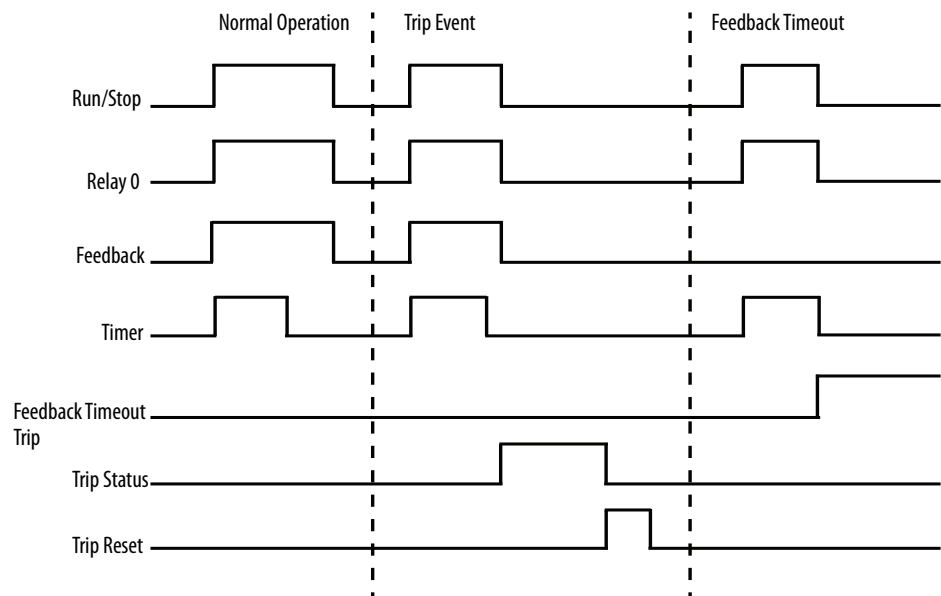 Normal Operation
Trip Event
Feedback Timeout
Run/Stop
Relay 0
Feedback
Timer
Feedback Timeout
Trip
Trip Status
Trip Reset